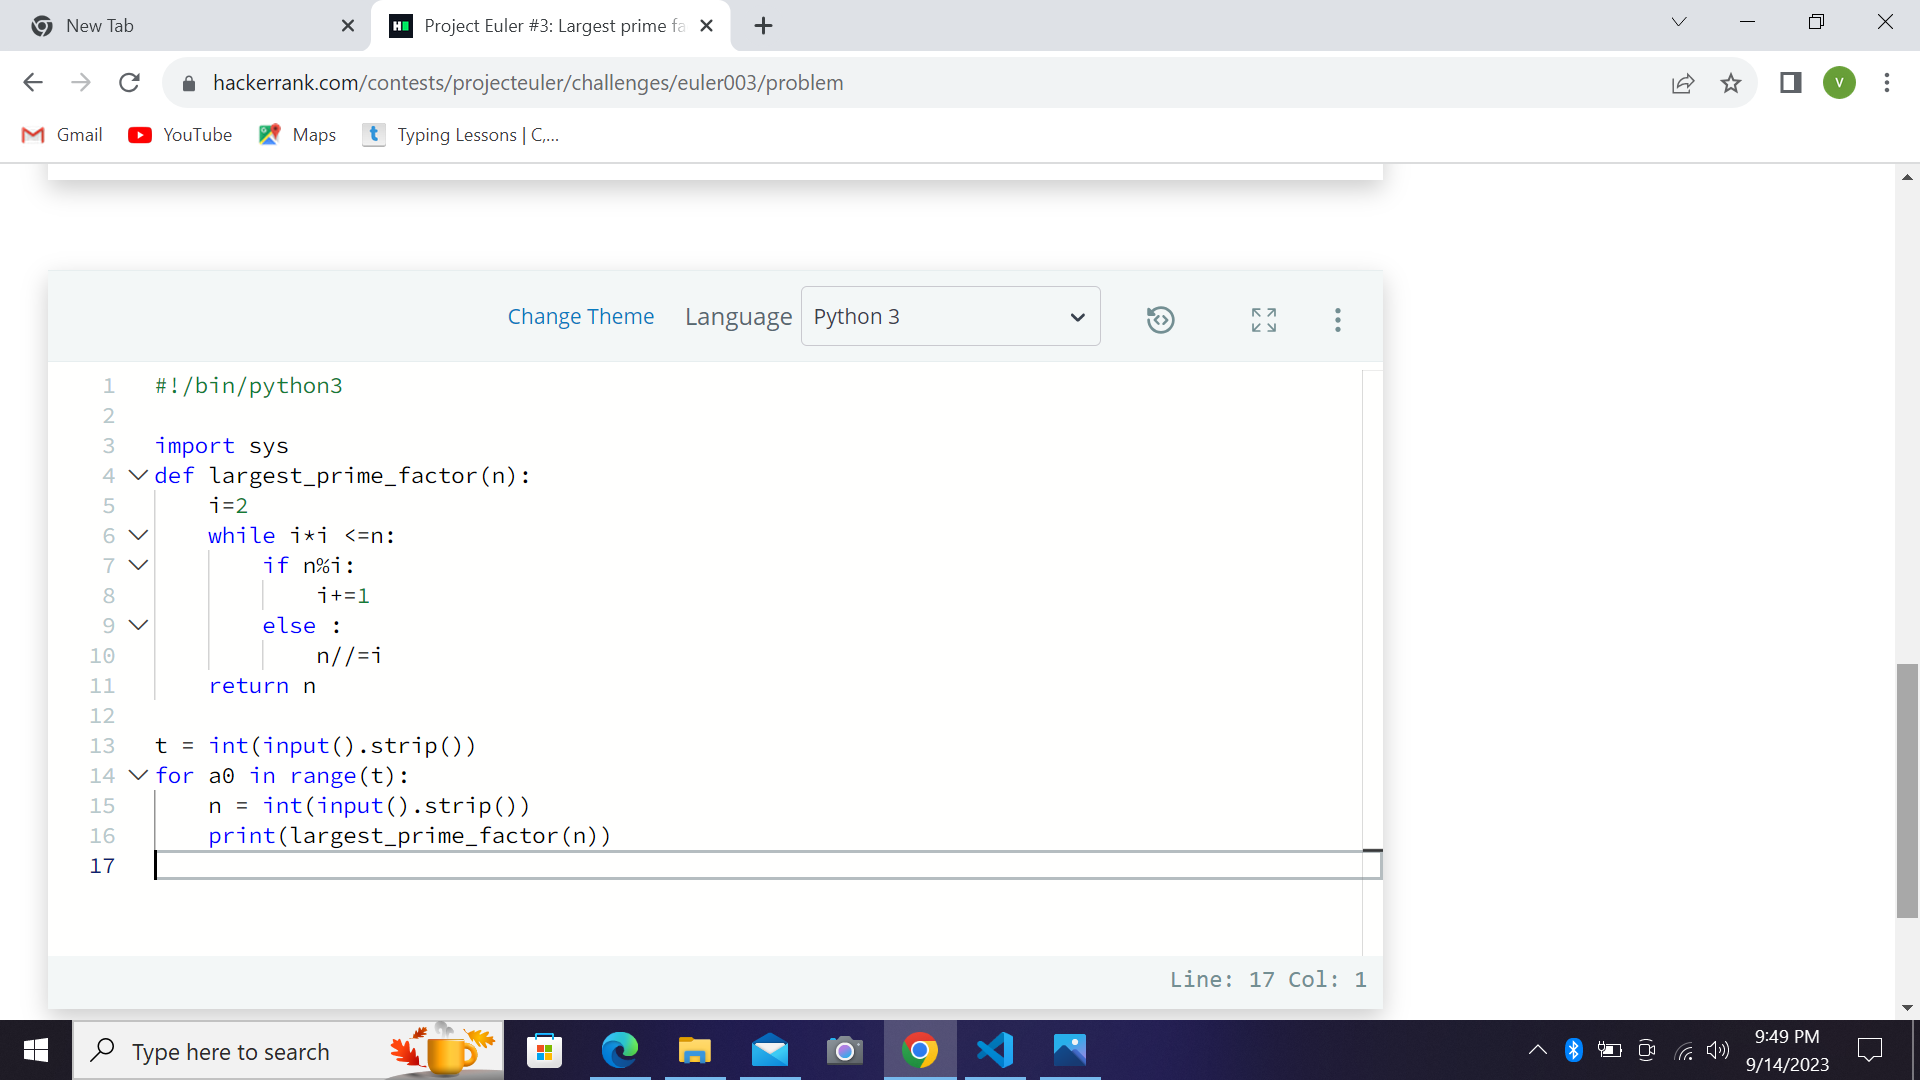 New Tab
Project Euler #3: Largest prime fa
hackerrank.com/contests/projecteuler/challenges/euler003/problem
V
Gmail
YouTube
Maps
t
Typing Lessons | C,...
Change Theme
Language
Python 3
1 #!/bin/python3
2
3 import sys
4 def largest_prime_factor(n):
5     i=2
6     while i*i <=n:
7         if n%i:
8             i+=1
9         else :
10             n//=i
11     return n
12
13 t = int(input().strip())
14 for a0 in range(t):
15     n = int(input().strip())
16     print(largest_prime_factor(n))
17
Line: 17 Col: 1
Type here to search
9:49 PM
9/14/2023